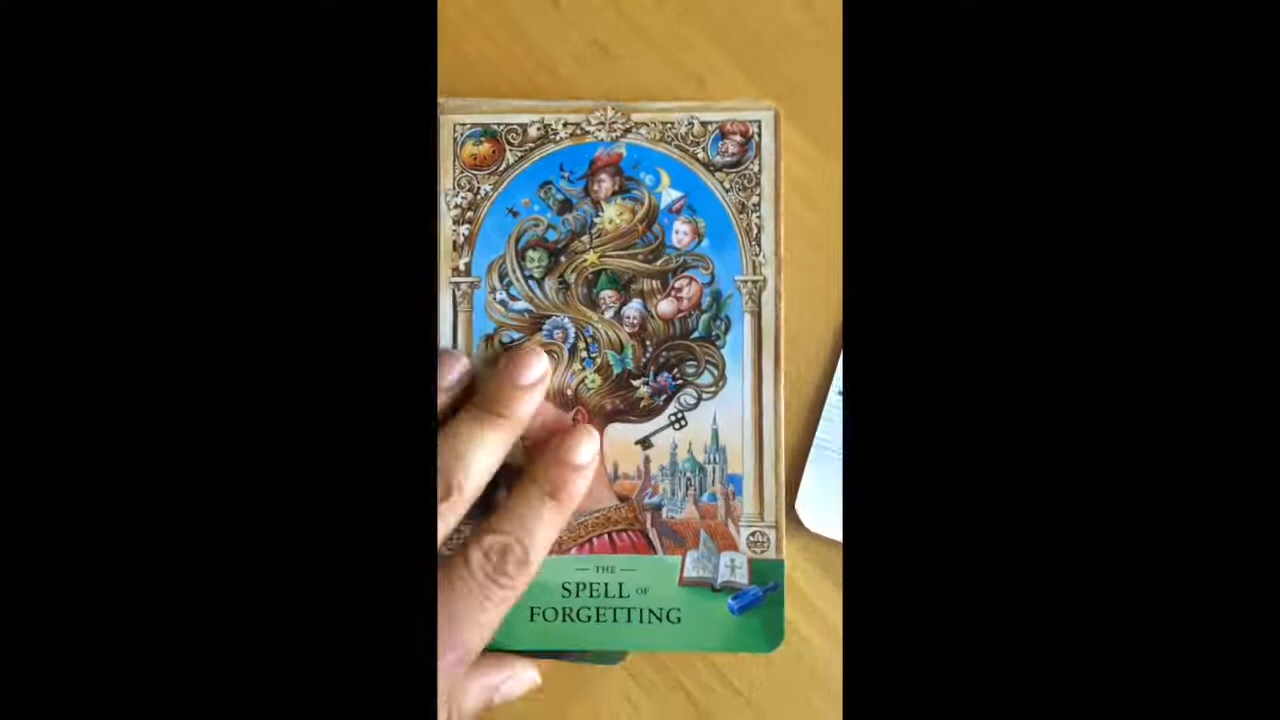 — THE —
SPELL OF
FORGETTING